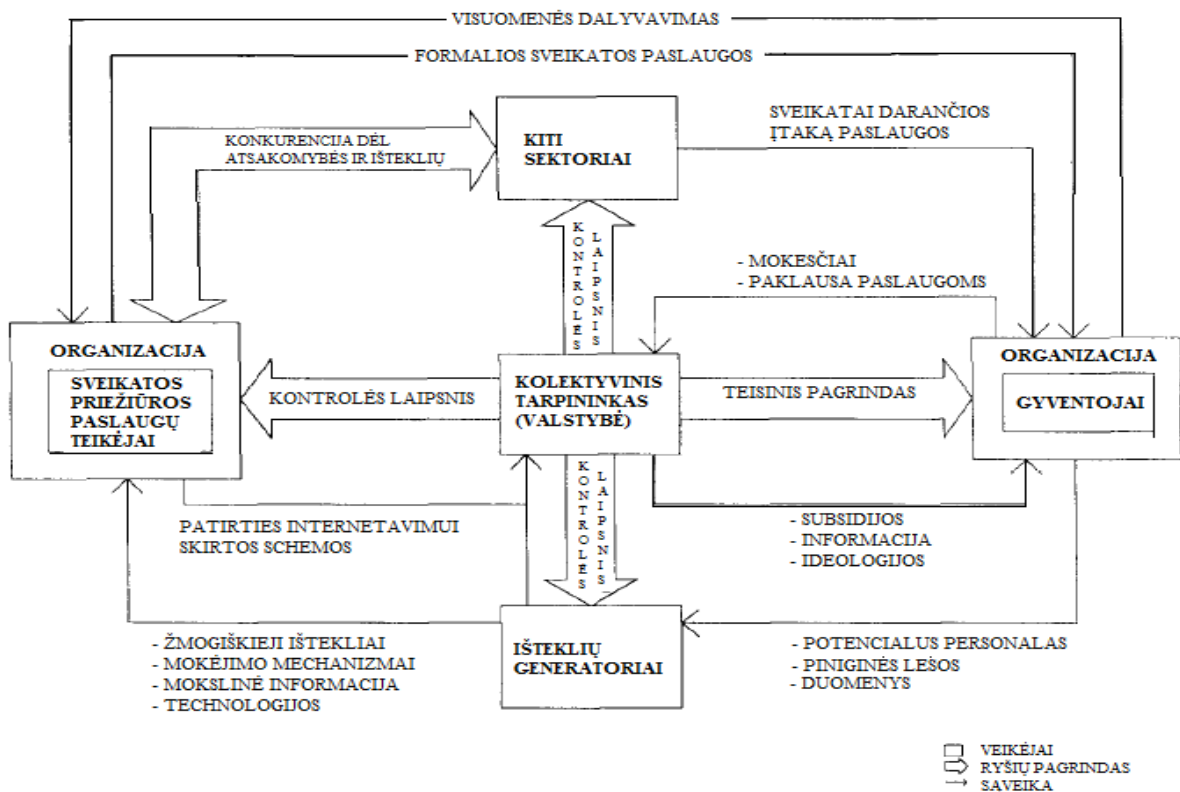 VISUOMENĖS DALYVAVIMAS
FORMALIOS SVEIKATOS PASLAUGOS
KONKURENCIJA DĖL
ATSAKOMYBĖS IR IŠTEKLIŲ
KITI
SEKTORIAI
SVEIKATAI DARANČIOS
ĮTAKĄ PASLAUGOS
KONTROLĖS
LAIPSNIS
- MOKESČIAI
- PAKLAUSA PASLAUGOMS
ORGANIZACIJA
SVEIKATOS
PRIEŽIŪROS
PASLAUGŲ
TEIKĖJAI
KONTROLĖS LAIPSNIS
KOLEKTYVINIS
TARPININKAS
(VALSTYBĖ)
TEISINIS PAGRINDAS
ORGANIZACIJA
GYVENTOJAI
PATIRTIES INTERNETAVIMUI
SKIRTOS SCHEMOS
KONTROLĖS
LAIPSNIS
- SUBSIDIJOS
- INFORMACIJA
- IDEOLOGIJOS
- ŽMOGIŠKIEJI IŠTEKLIAI
- MOKĖJIMO MECHANIZMAI
- MOKSLINĖ INFORMACIJA
- TECHNOLOGIJOS
IŠTEKLIŲ
GENERATORIAI
- POTENCIALUS PERSONALAS
- PINIGINĖS LEŠOS
- DUOMENYS
VEIKĖJAI
RYŠIŲ PAGRINDAS
SAVEIKA